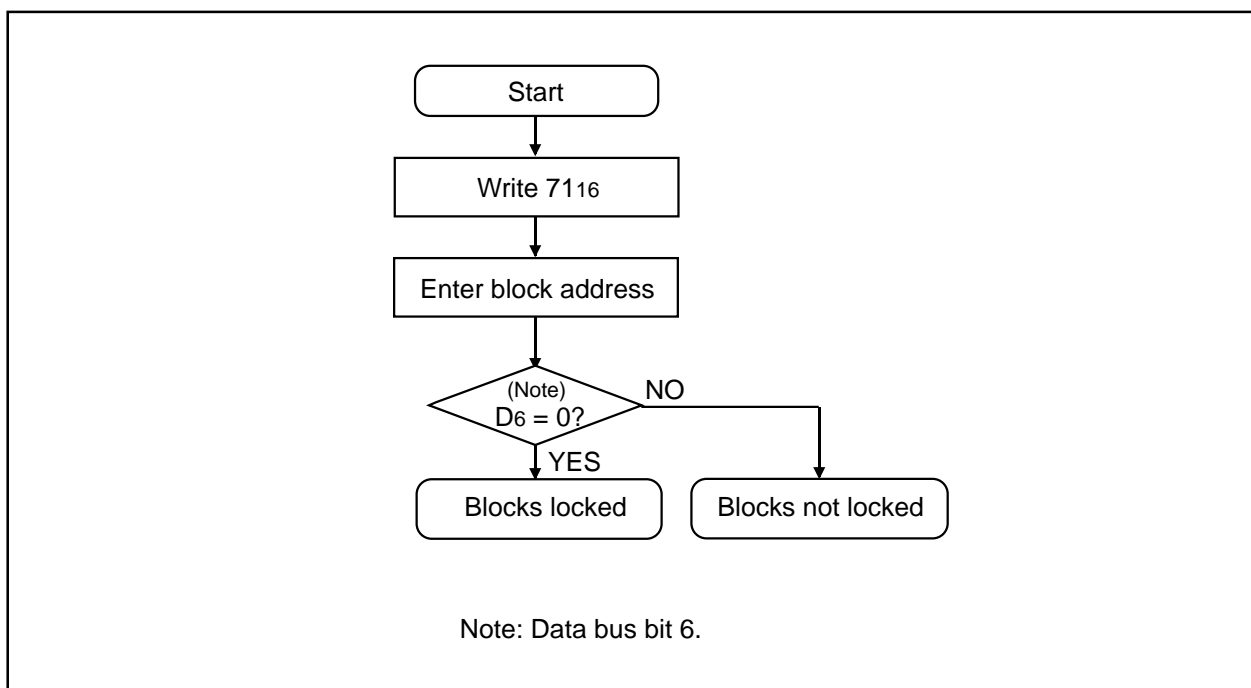 Start
Write 7116
Enter block address
(Note)
D6 = 0?
NO
YES
Blocks locked
Blocks not locked
Note: Data bus bit 6.